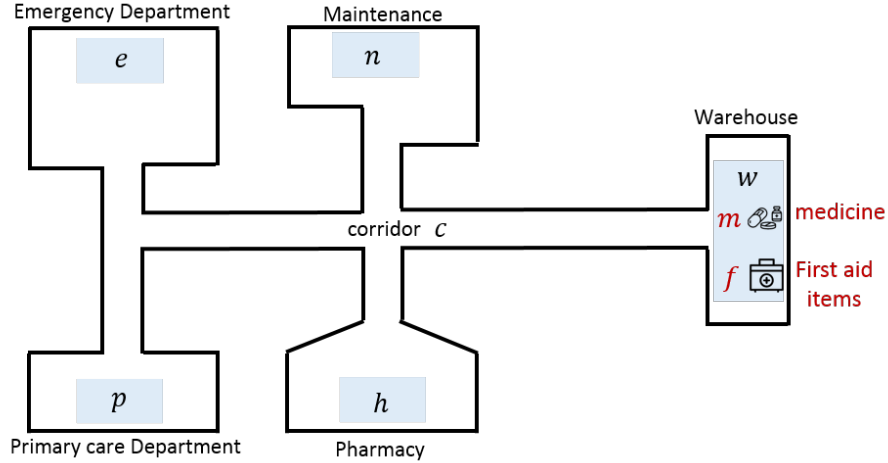 Emergency Department
Maintenance
e
n
Warehouse
w
m medicine
corridor c
f First aid
items
p
h
Primary care Department
Pharmacy